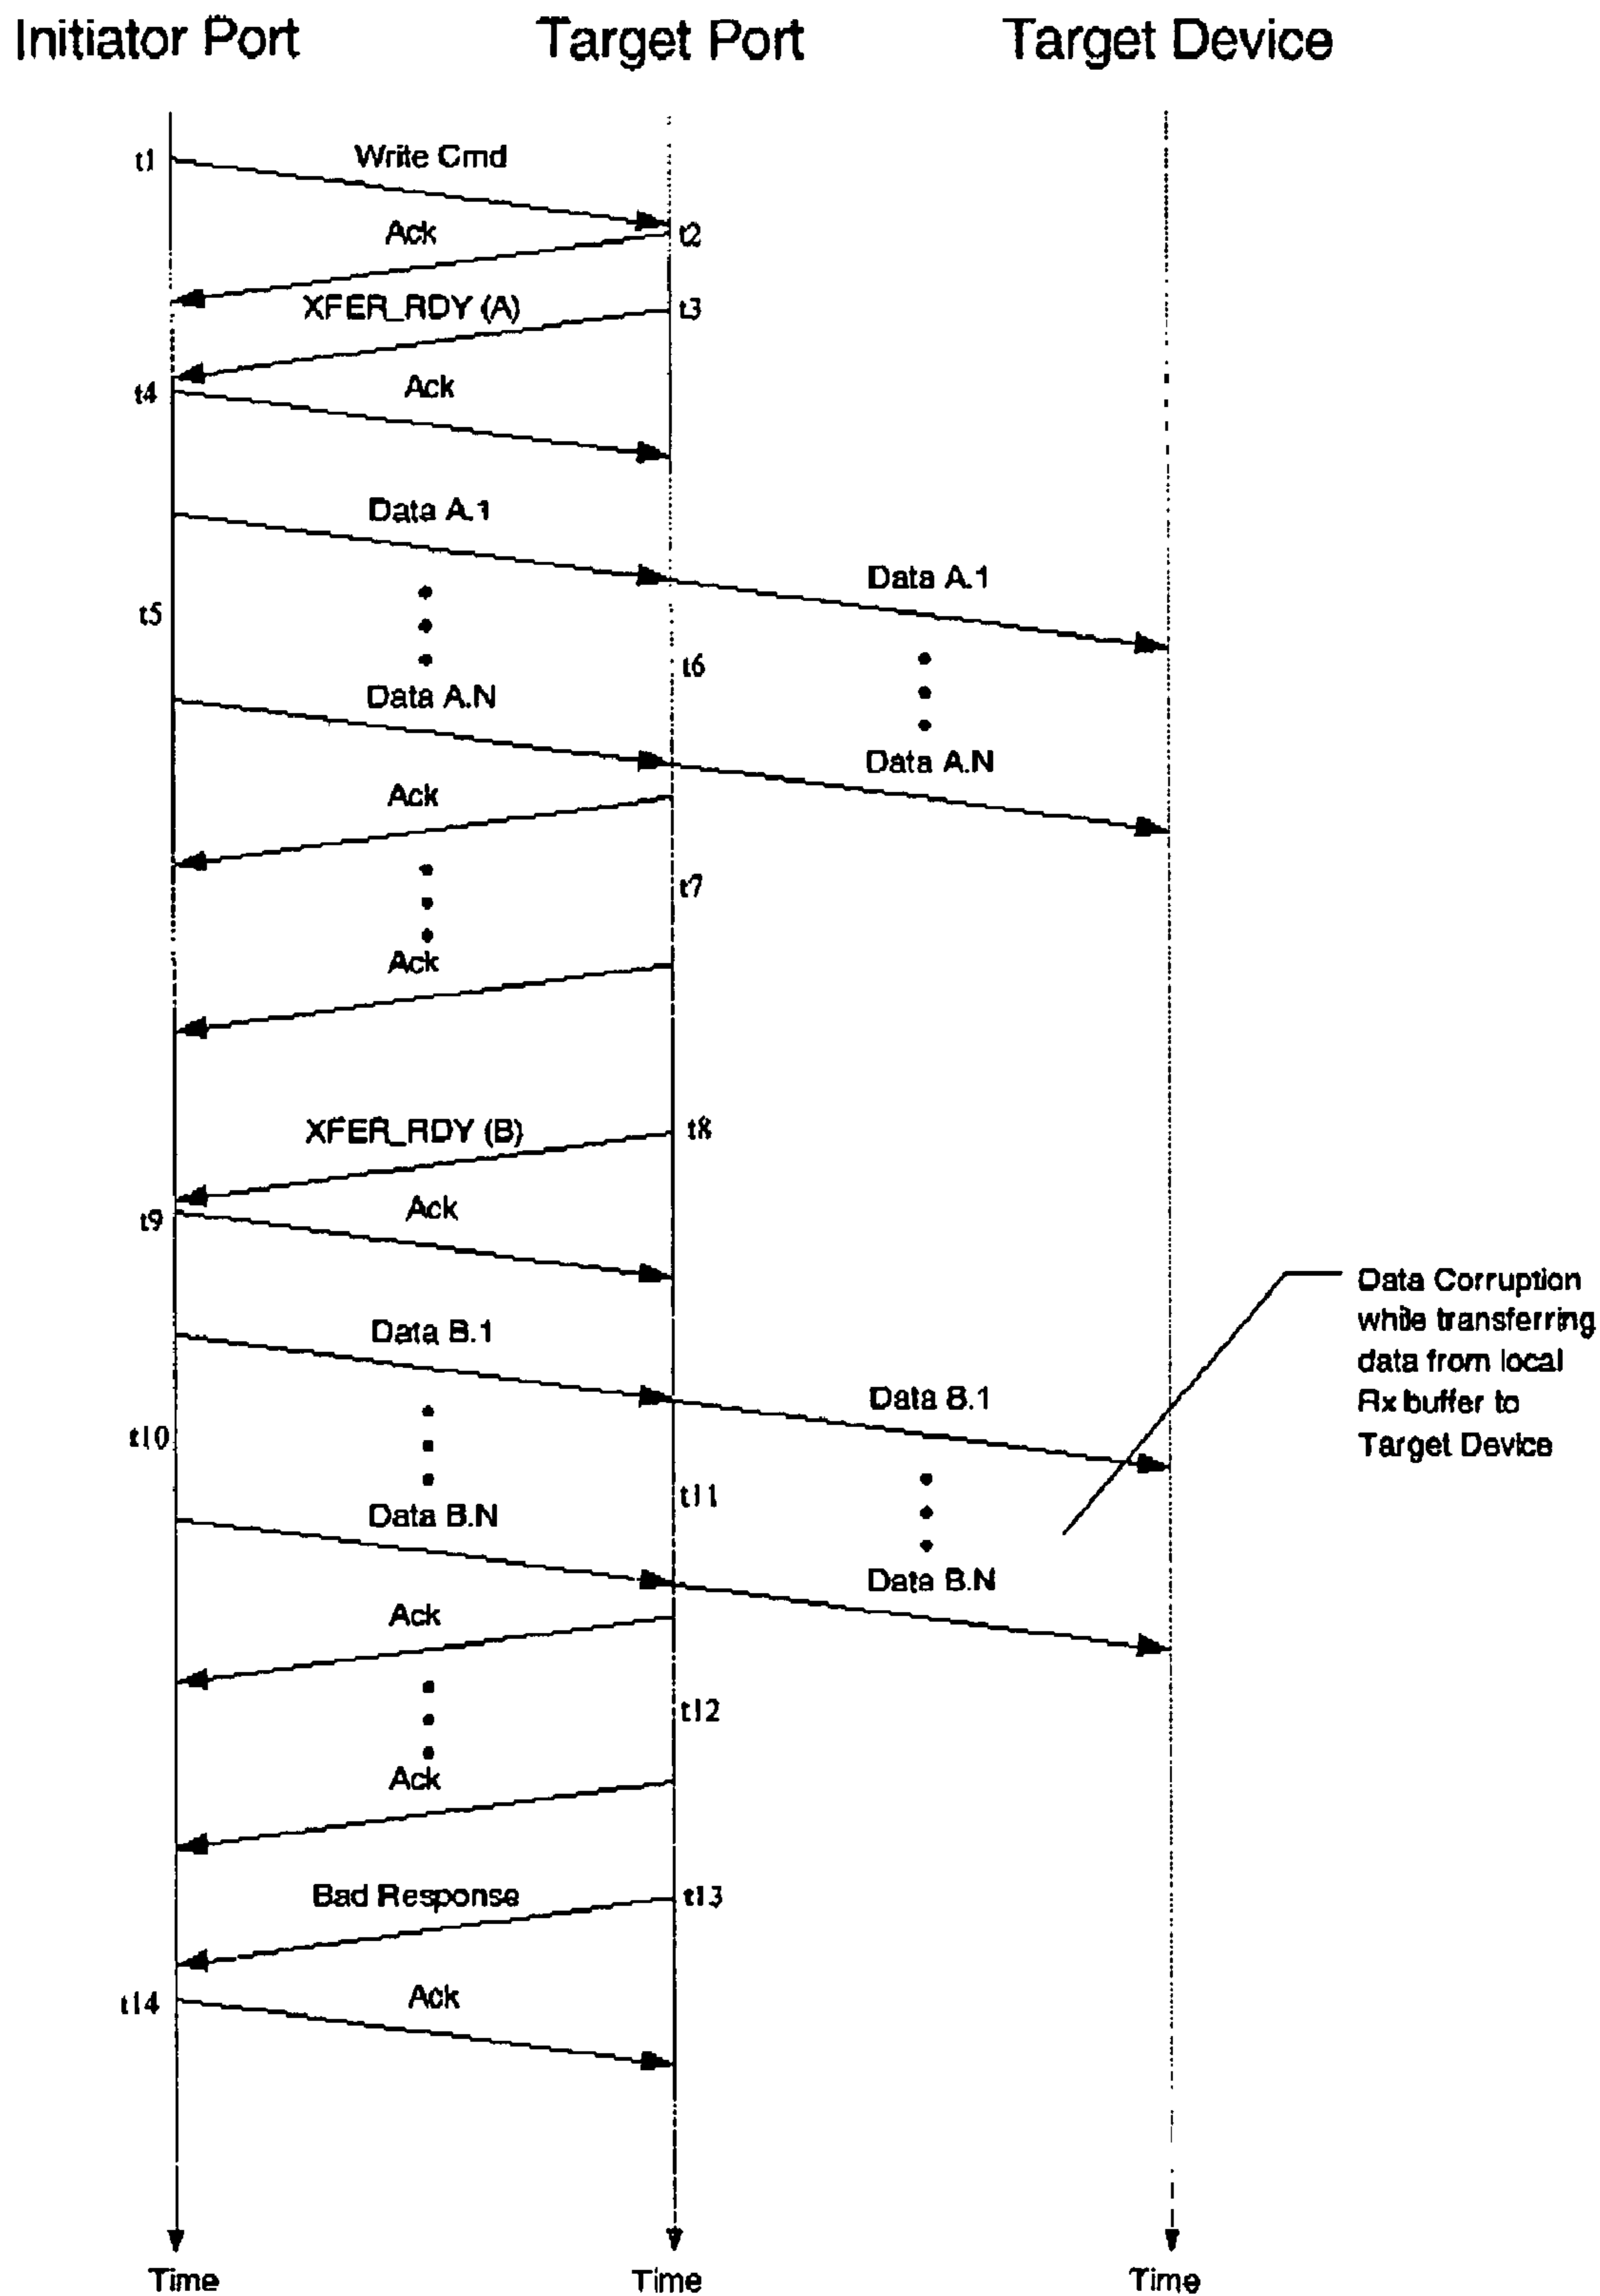 Initiator Port
Target Port
Target Device
t1
Write Cmd
Ack
t2
XFER_RDY (A)
t3
t4
Ack
Data A.1
Data A.1
t5
t6
Data A.N
Data A.N
Ack
t7
Ack
XFER_RDY (B)
t8
t9
Ack
Data Corruption
while transferring
data from local
Rx buffer to
Target Device
Data B.1
Data B.1
t10
t11
Data B.N
Data B.N
Ack
t12
Ack
Bad Response
t13
t14
Ack
Time
Time
Time